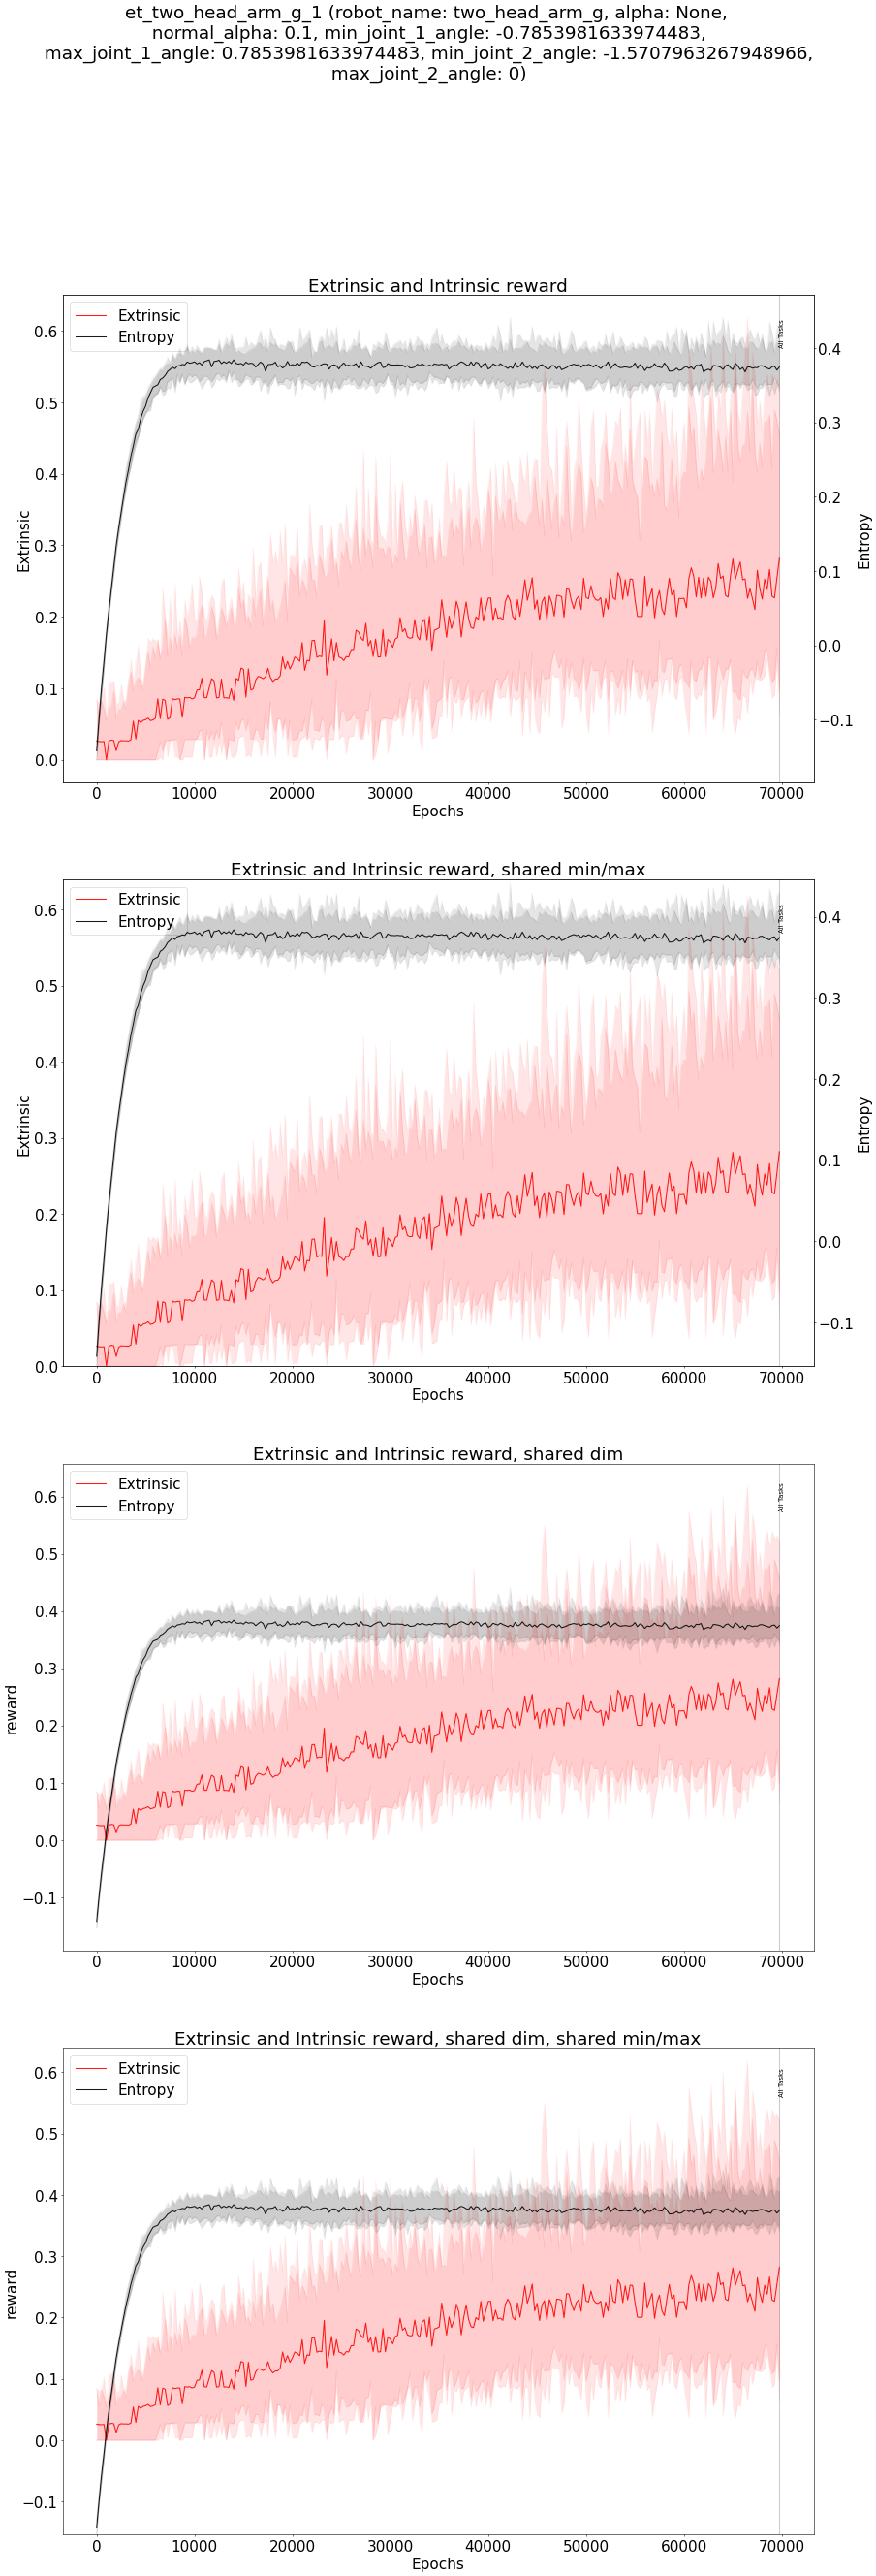 et_two_head_arm_g_1 (robot_name: two_head_arm_g, alpha: None,
normal_alpha: 0.1, min_joint_1_angle: -0.7853981633974483,
max_joint_1_angle: 0.7853981633974483, min_joint_2_angle: -1.5707963267948966,
max_joint_2_angle: 0)
Extrinsic and Intrinsic reward
Extrinsic
Entropy
All Tasks
0.6
0.5
0.4
0.3
0.2
0.1
0.0
Extrinsic
0.4
0.3
0.2
0.1
0.0
−0.1
Entropy
0 10000 20000 30000 40000 50000 60000 70000
Epochs
Extrinsic and Intrinsic reward, shared min/max
Extrinsic
Entropy
All Tasks
0.6
0.5
0.4
0.3
0.2
0.1
0.0
Extrinsic
0.4
0.3
0.2
0.1
0.0
−0.1
Entropy
0 10000 20000 30000 40000 50000 60000 70000
Epochs
Extrinsic and Intrinsic reward, shared dim
Extrinsic
Entropy
All Tasks
0.6
0.5
0.4
0.3
0.2
0.1
0.0
−0.1
reward
0 10000 20000 30000 40000 50000 60000 70000
Epochs
Extrinsic and Intrinsic reward, shared dim, shared min/max
Extrinsic
Entropy
All Tasks
0.6
0.5
0.4
0.3
0.2
0.1
0.0
−0.1
reward
0 10000 20000 30000 40000 50000 60000 70000
Epochs